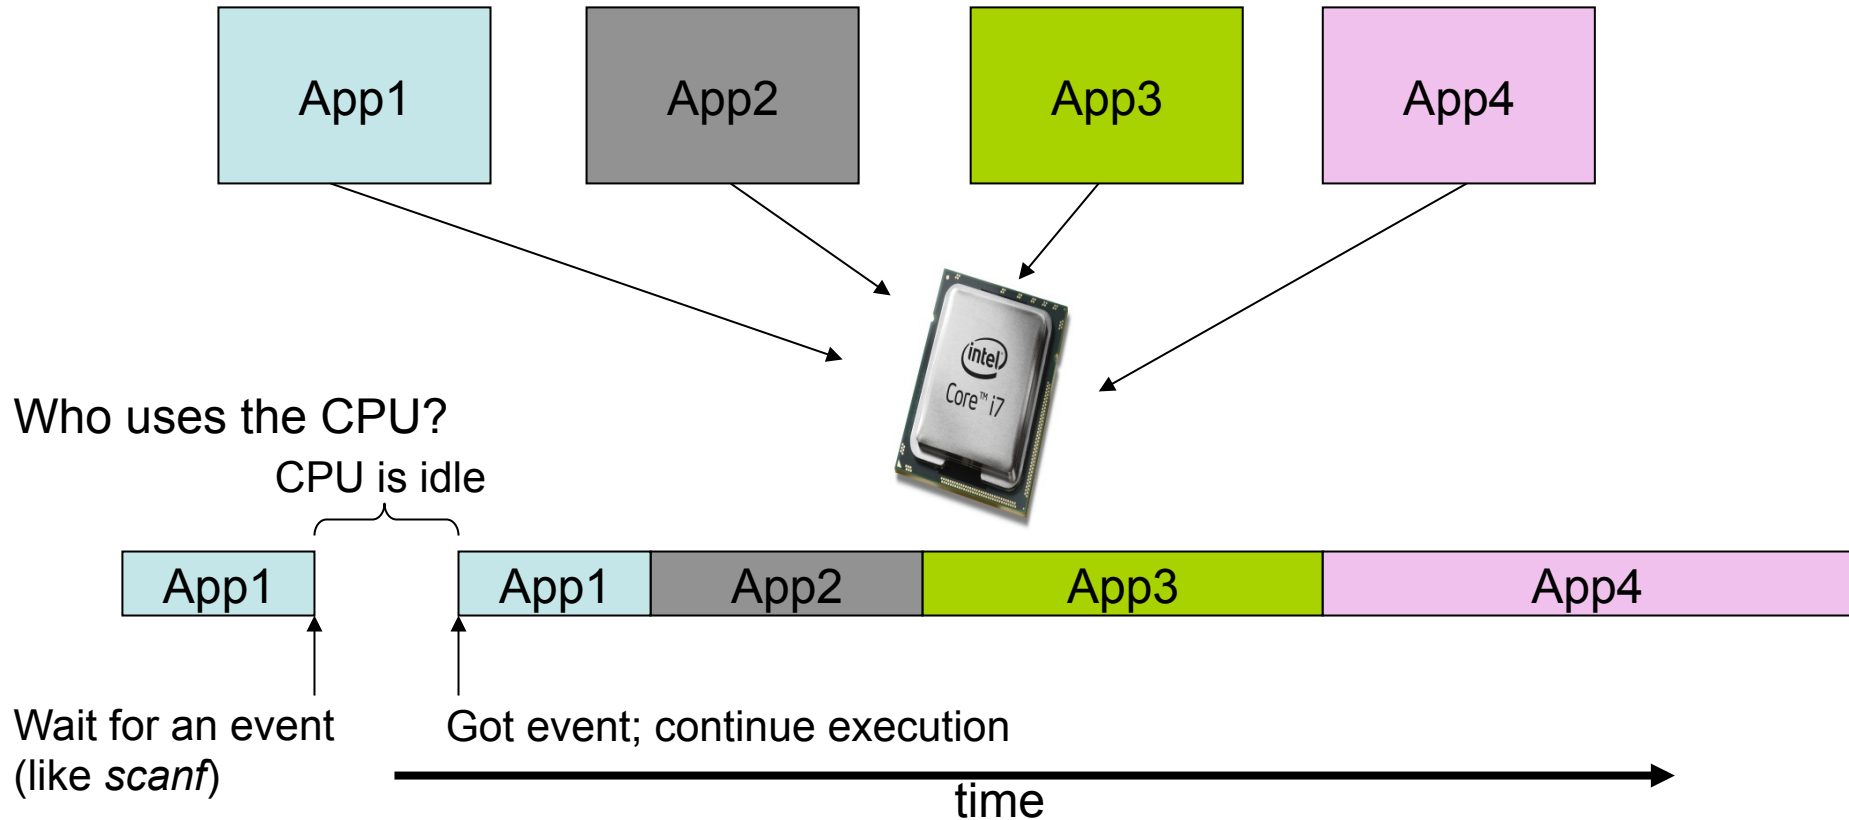 App1
App2
App3
App4
intel
Core™ i7
Who uses the CPU?
CPU is idle
App1
App1
App2
App3
App4
Wait for an event
(like scanf)
Got event; continue execution
time